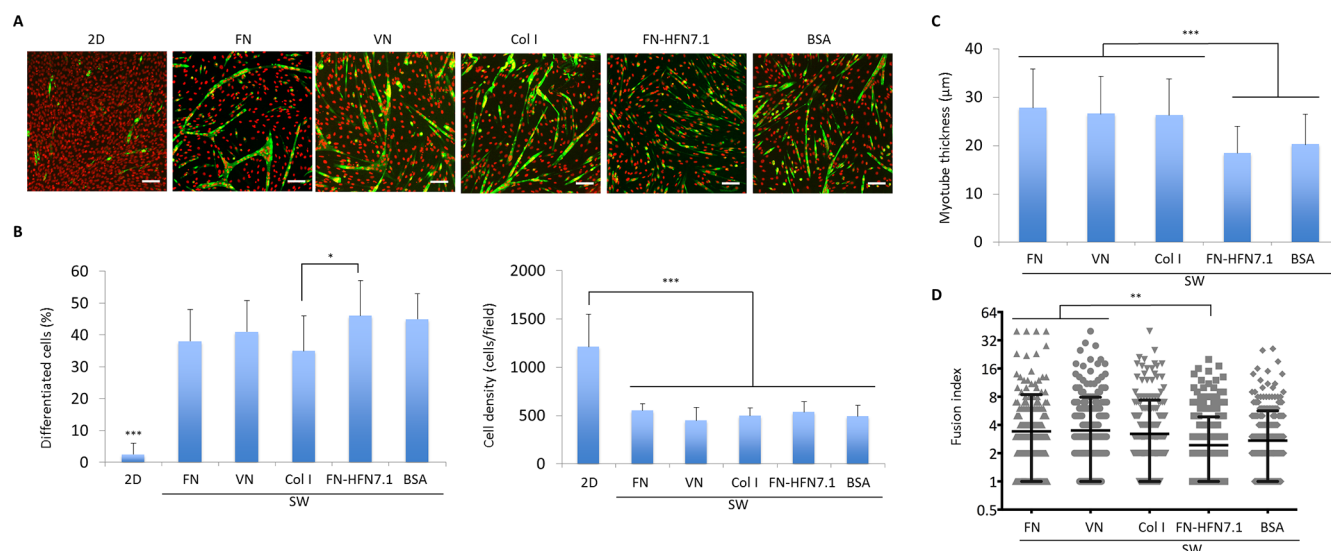 A
2D FN VN Col I FN-HFN7.1 BSA
B
Differentiated cells (%)
60
50
40
30
20
10
0
***
*
2D FN VN Col I FN-HFN7.1 BSA
SW
Cell density (cells/field)
2000
1500
1000
500
0
***
2D FN VN Col I FN-HFN7.1 BSA
SW
C
Myotube thickness (μm)
40
30
20
10
0
***
FN VN Col I FN-HFN7.1 BSA
SW
D
Fusion index
64
32
16
8
4
2
1
0.5
**
FN VN Col I FN-HFN7.1 BSA
SW